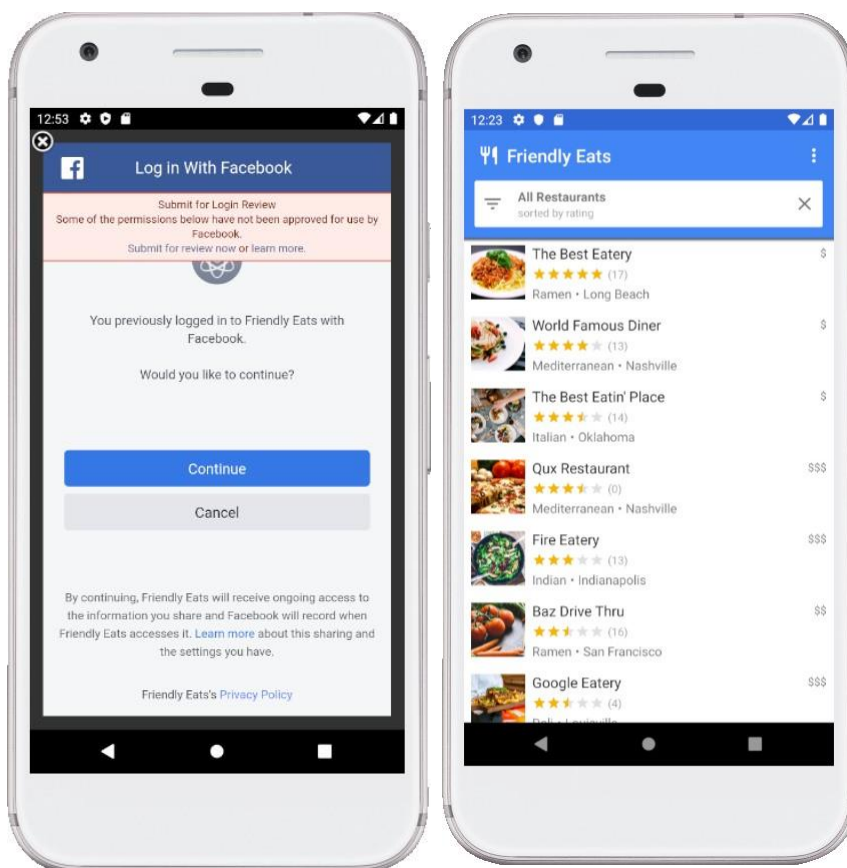 12:53
Log in With Facebook
Submit for Login Review
Some of the permissions below have not been approved for use by
Facebook.
Submit for review now or learn more.
You previously logged in to Friendly Eats with
Facebook.
Would you like to continue?
Continue
Cancel
By continuing, Friendly Eats will receive ongoing access to
the information you share and Facebook will record when
Friendly Eats accesses it. Learn more about this sharing and
the settings you have.
Friendly Eats's Privacy Policy
12:23
Friendly Eats
All Restaurants
sorted by rating
The Best Eatery $
(17)
Ramen • Long Beach
World Famous Diner $
(13)
Mediterranean • Nashville
The Best Eatin' Place $
(14)
Italian • Oklahoma
Qux Restaurant $$$
(0)
Mediterranean • Nashville
Fire Eatery $$$
(13)
Indian • Indianapolis
Baz Drive Thru $$
(16)
Ramen • San Francisco
Google Eatery $$$
(4)